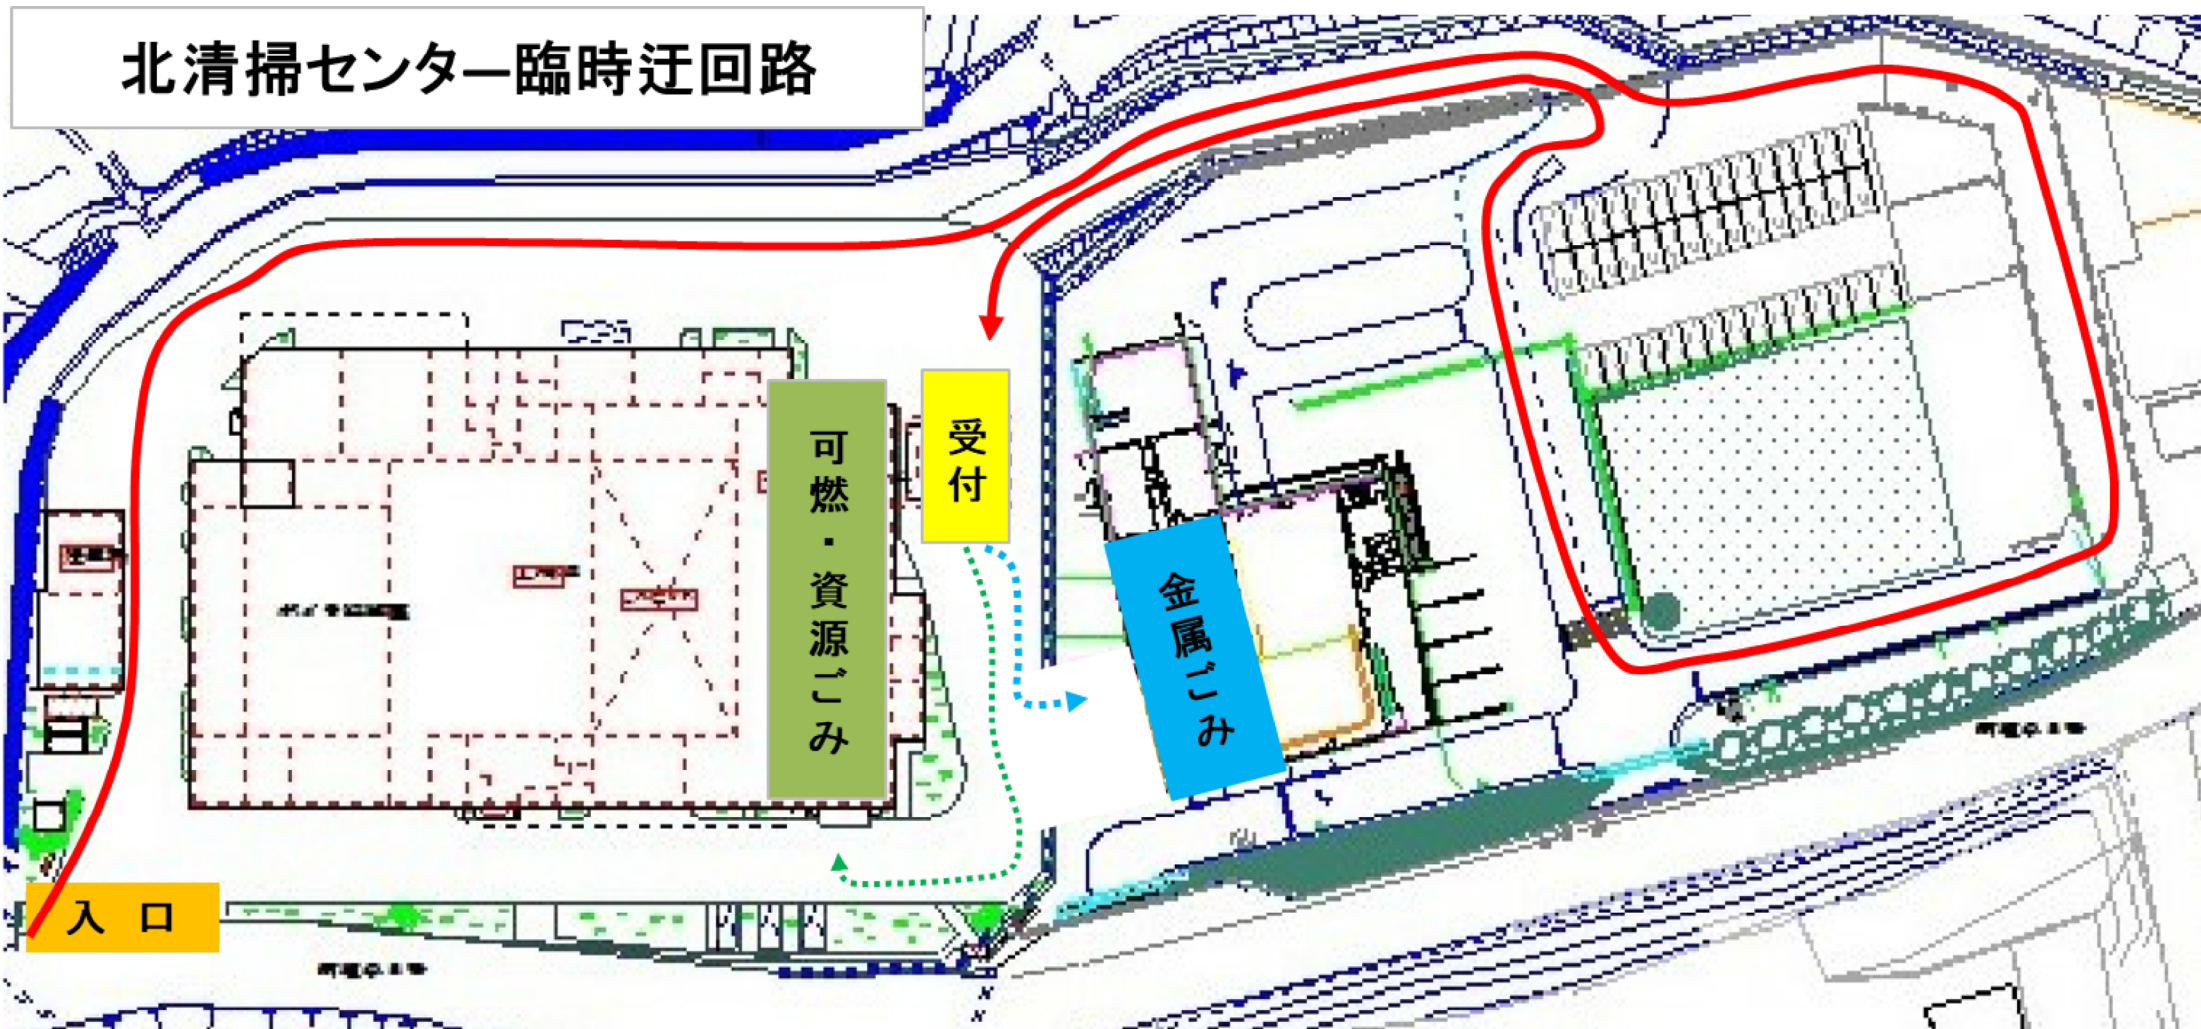 北清掃センター臨時迂回路
受付
可燃・資源ごみ
金属ごみ
入口